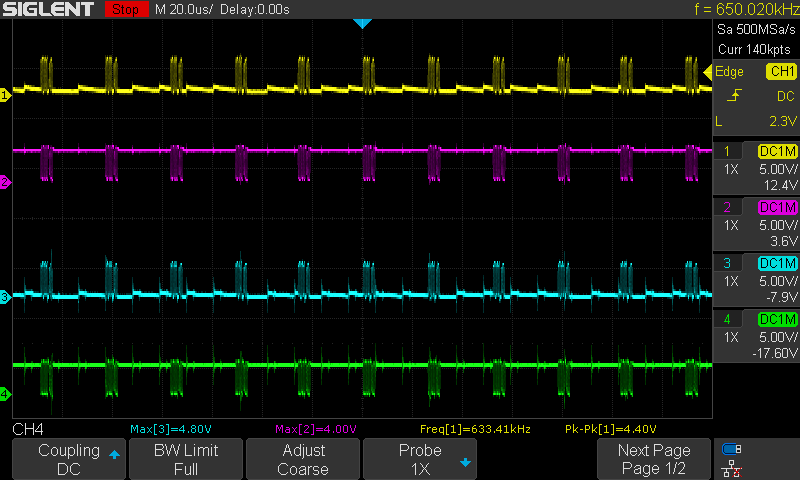 SIGLENT Stop M 20.0us/ Delay:0.00s f = 650.020kHz
Sa 500MSa/s
Curr 140kpts
Edge CH1
DC
L 2.3V
1 DC1M
1X 5.00V/
12.4V
2 DC1M
1X 5.00V/
3.6V
3 DC1M
1X 5.00V/
-7.9V
4 DC1M
1X 5.00V/
-17.60V
1
2
3
4
CH4 Max[3]=4.80V Max[2]=4.00V Freq[1]=633.41kHz Pk-Pk[1]=4.40V
Coupling BW Limit Adjust Probe Next Page
DC Full Coarse 1X Page 1/2